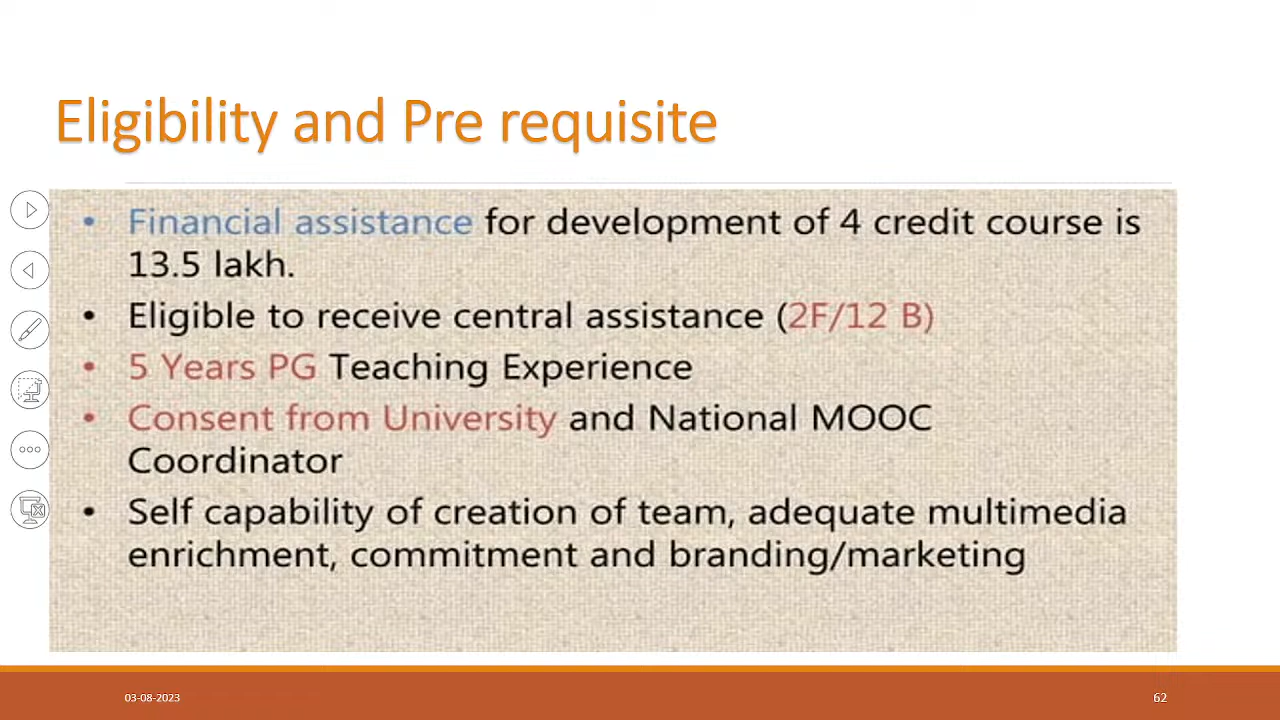 Eligibility and Pre requisite
• Financial assistance for development of 4 credit course is
13.5 lakh.
• Eligible to receive central assistance (2F/12 B)
• 5 Years PG Teaching Experience
• Consent from University and National MOOC
Coordinator
• Self capability of creation of team, adequate multimedia
enrichment, commitment and branding/marketing
03-08-2023
62